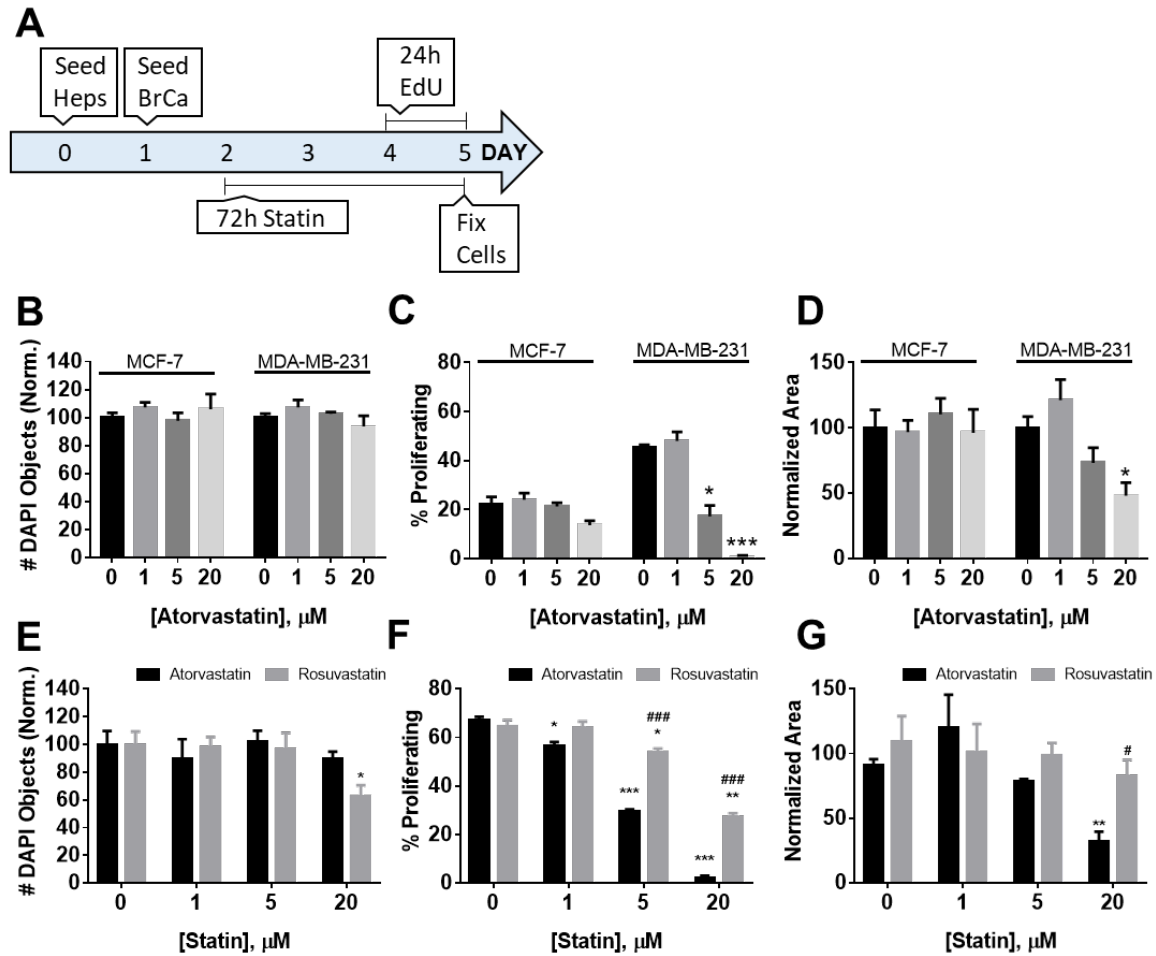 A
Seed
Heps
Seed
BrCa
24h
EdU
0 1 2 3 4 5 DAY
72h Statin
Fix
Cells
B
# DAPI Objects (Norm.)
140
120
100
80
60
40
20
0
MCF-7 MDA-MB-231
0 1 5 20 0 1 5 20
[Atorvastatin], μM
C
% Proliferating
80
60
40
20
0
MCF-7 MDA-MB-231
* ***
0 1 5 20 0 1 5 20
[Atorvastatin], μM
D
Normalized Area
150
100
50
0
MCF-7 MDA-MB-231
*
0 1 5 20 0 1 5 20
[Atorvastatin], μM
E
# DAPI Objects (Norm.)
Atorvastatin Rosuvastatin
140
120
100
80
60
40
20
0
*
0 1 5 20
[Statin], μM
F
% Proliferating
Atorvastatin Rosuvastatin
80
60
40
20
0
*
***
###
*
***
###
**
0 1 5 20
[Statin], μM
G
Normalized Area
Atorvastatin Rosuvastatin
150
100
50
0
**
#
0 1 5 20
[Statin], μM